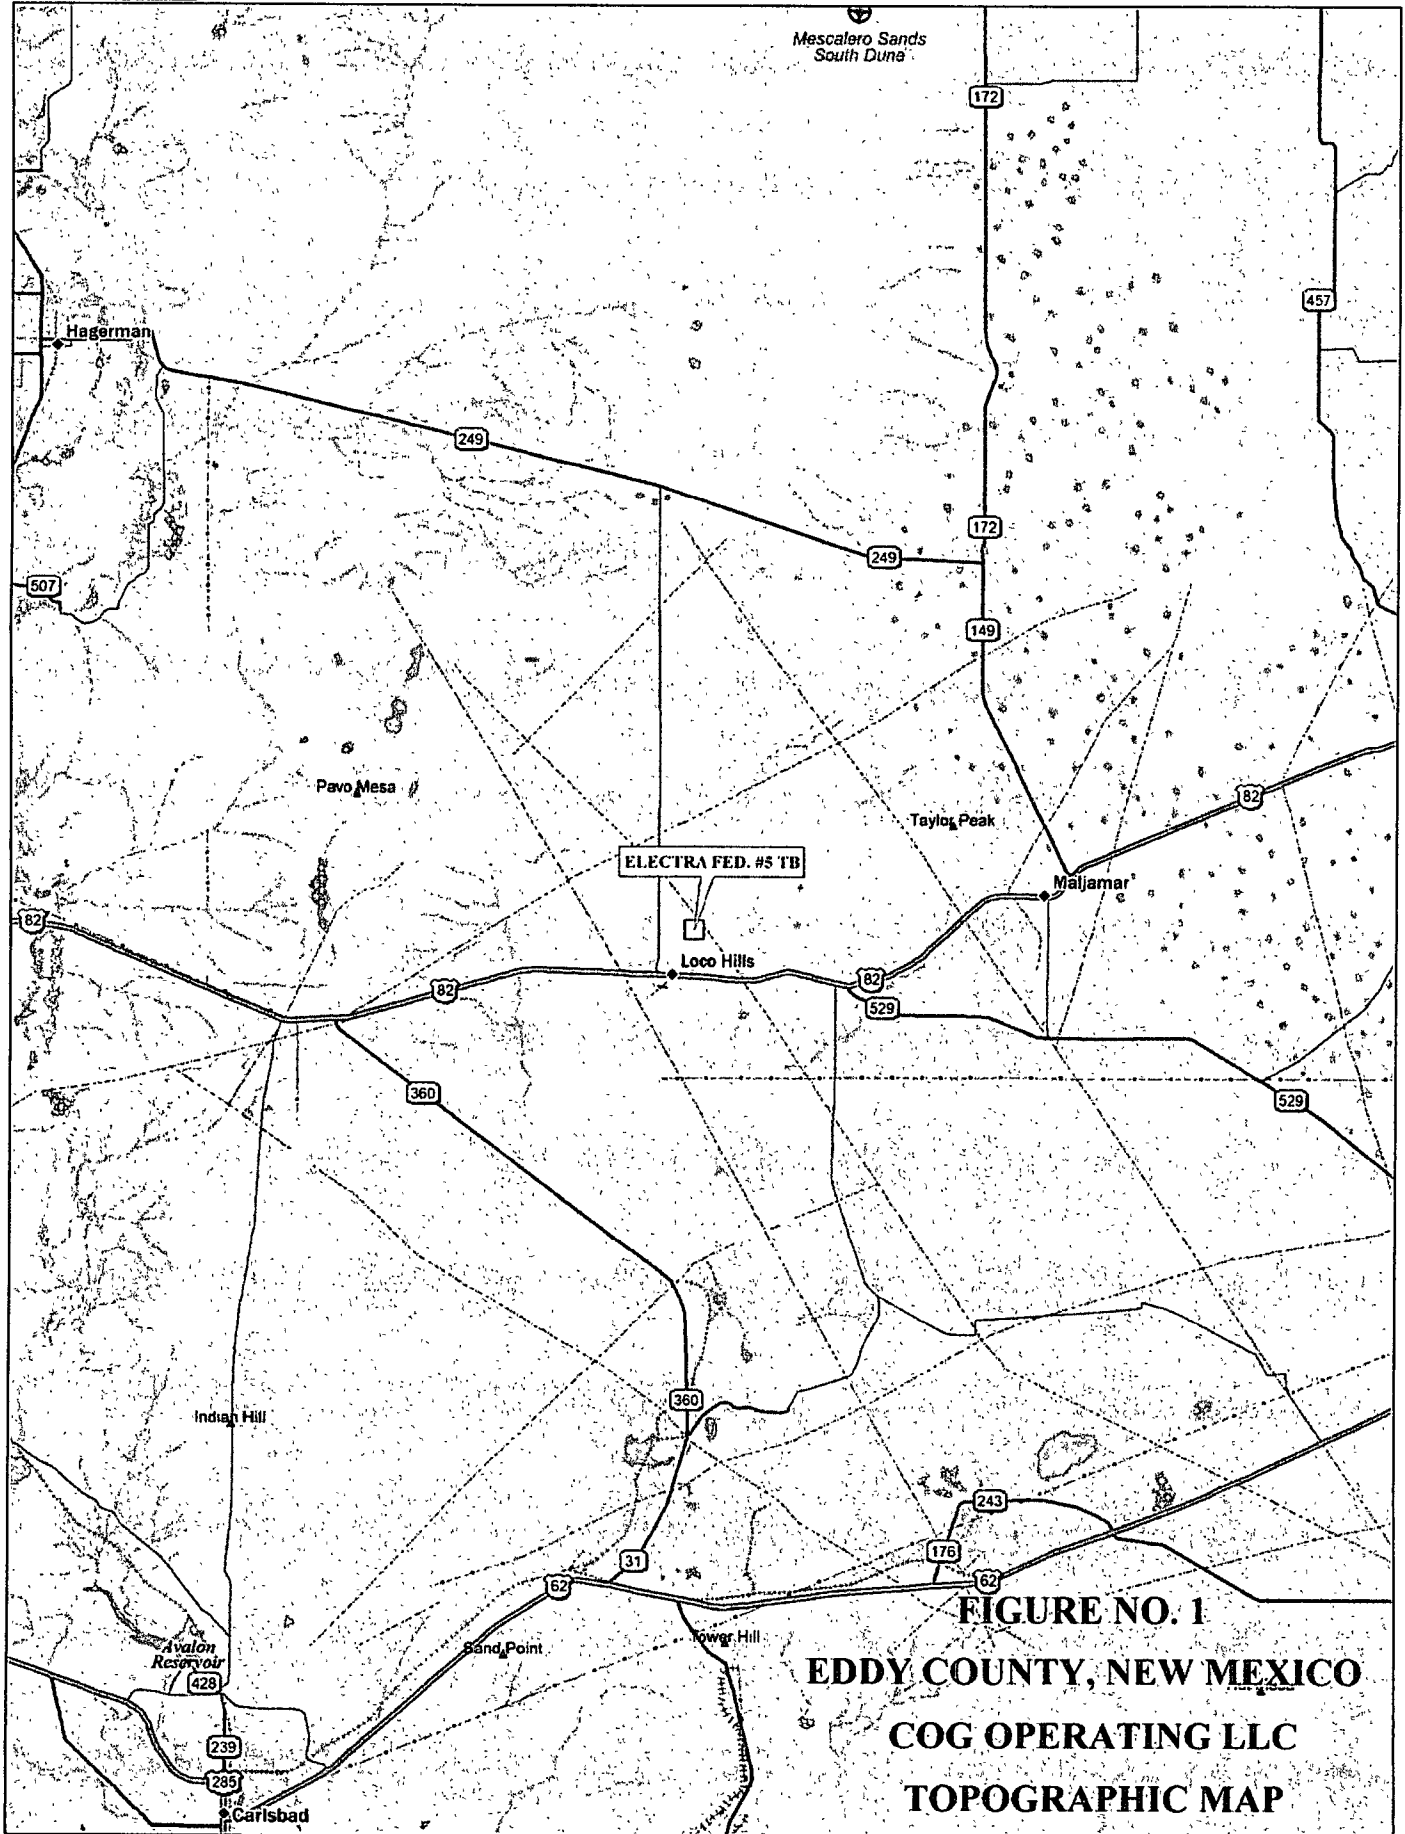 Mescalero Sands
South Dune
172
457
Hagerman
249
172
249
507
149
Pavo Mesa
82
Taylor Peak
ELECTRA FED. #5 TB
Maljamar
82
Loco Hills
82
82
529
360
529
360
Indian Hill
243
31
176
62
62
FIGURE NO. 1
Avalon
Reservoir
Sand Point
Tower Hill
EDDY COUNTY, NEW MEXICO
428
COG OPERATING LLC
239
285
TOPOGRAPHIC MAP
Carlsbad